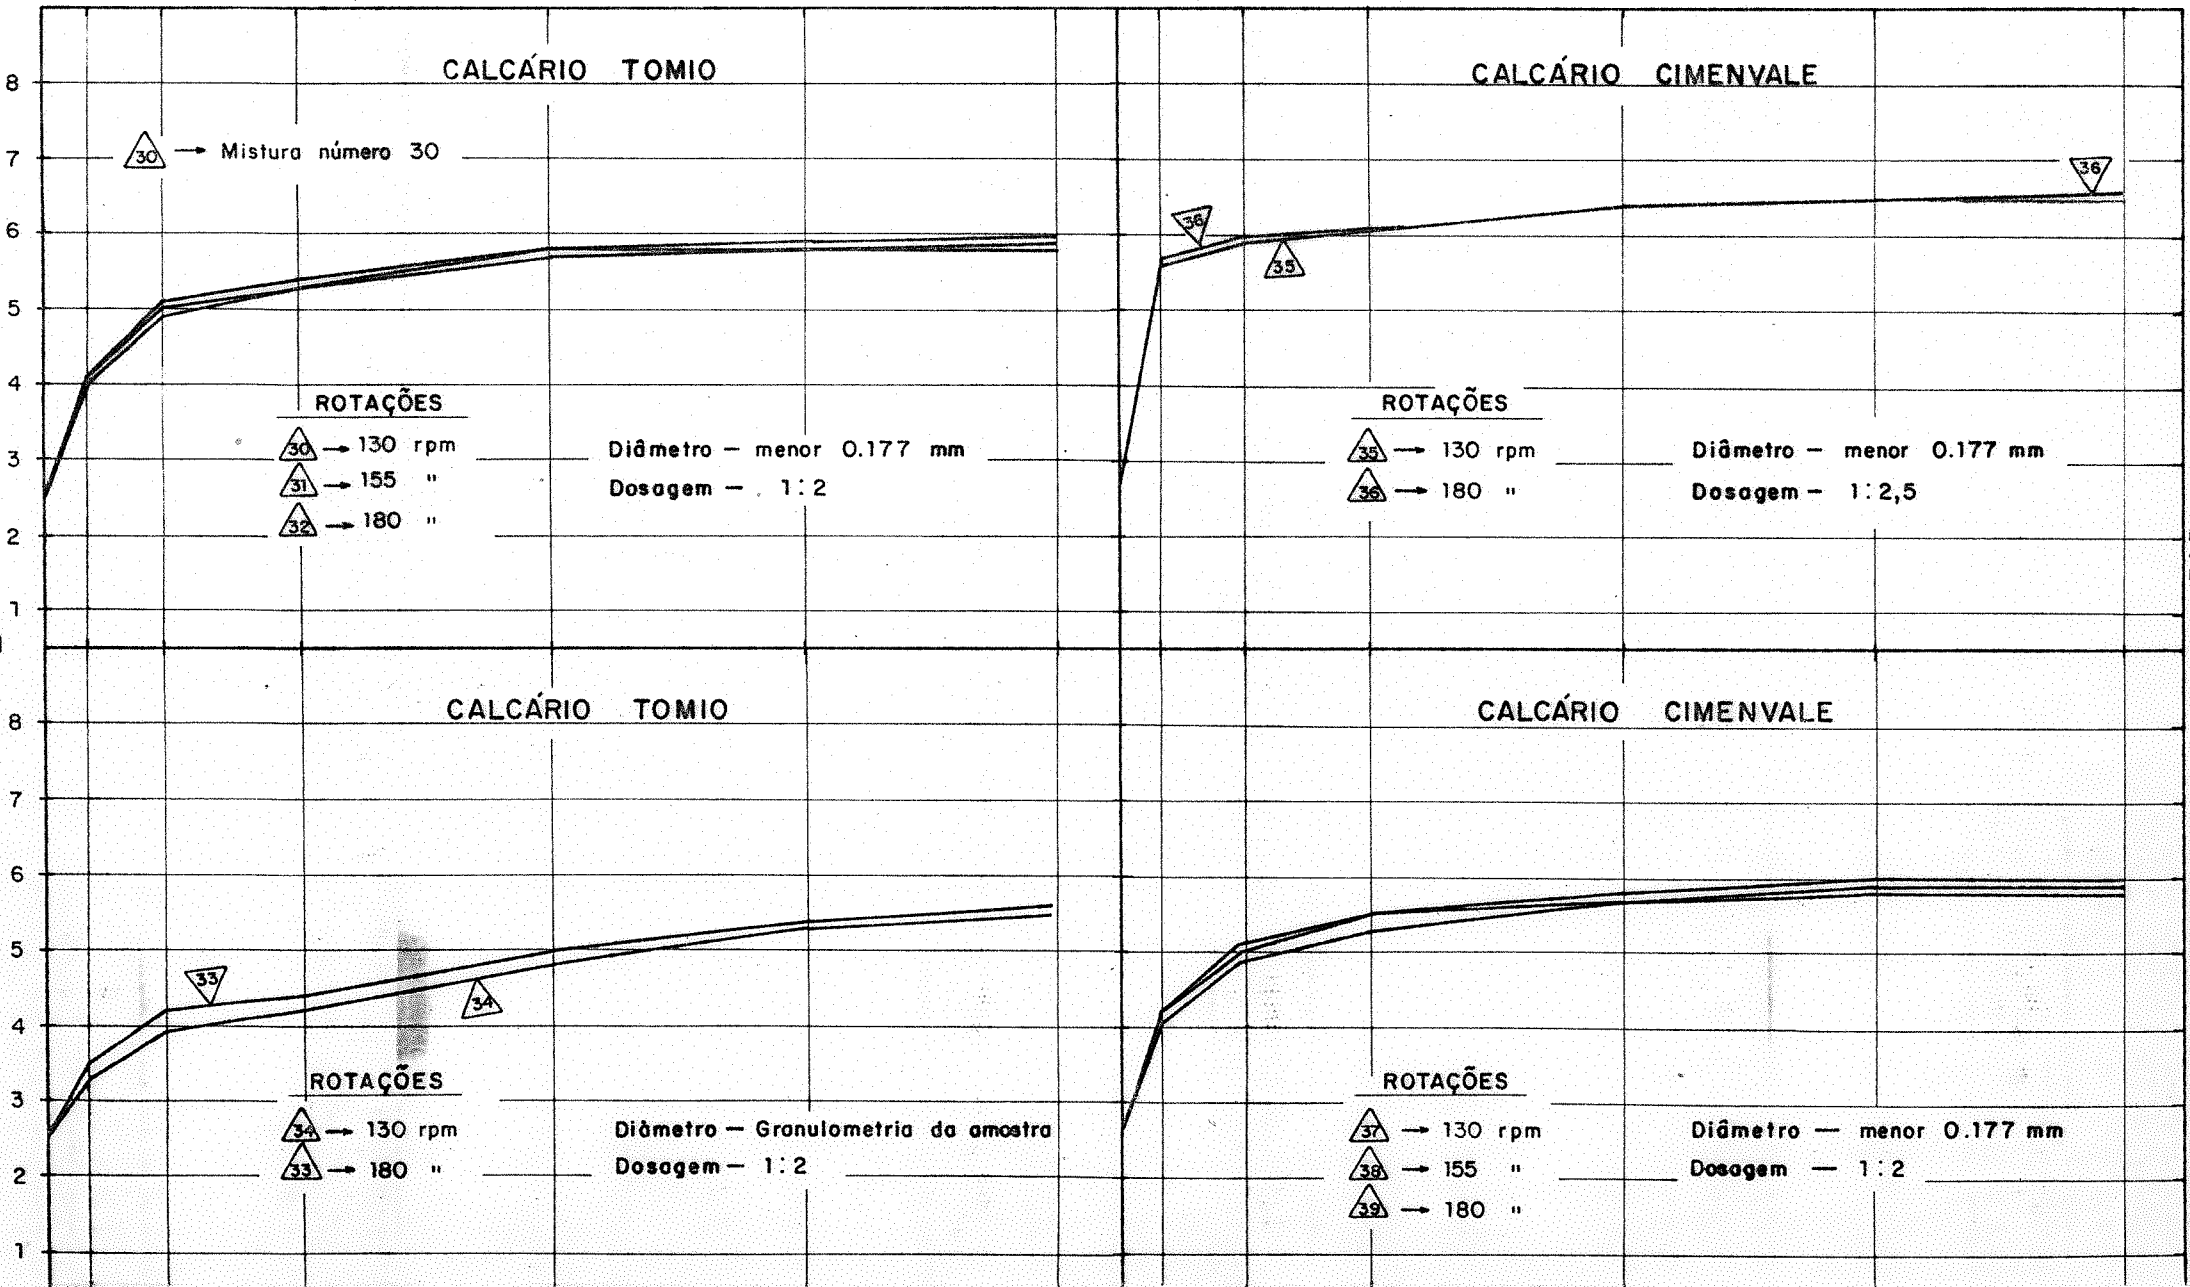 CALCÁRIO TOMIO
8
7
6
5
4
3
2
1
30 → Mistura número 30
ROTAÇÕES
30 → 130 rpm
31 → 155 "
32 → 180 "
Diâmetro — menor 0.177 mm
Dosagem — 1:2
CALCÁRIO CIMENVALE
36
36
35
ROTAÇÕES
35 → 130 rpm
36 → 180 "
Diâmetro — menor 0.177 mm
Dosagem — 1:2,5
CALCÁRIO TOMIO
8
7
6
5
4
3
2
1
33
34
ROTAÇÕES
34 → 130 rpm
33 → 180 "
Diâmetro — Granulometria da amostra
Dosagem — 1:2
CALCÁRIO CIMENVALE
ROTAÇÕES
37 → 130 rpm
38 → 155 "
39 → 180 "
Diâmetro — menor 0.177 mm
Dosagem — 1:2